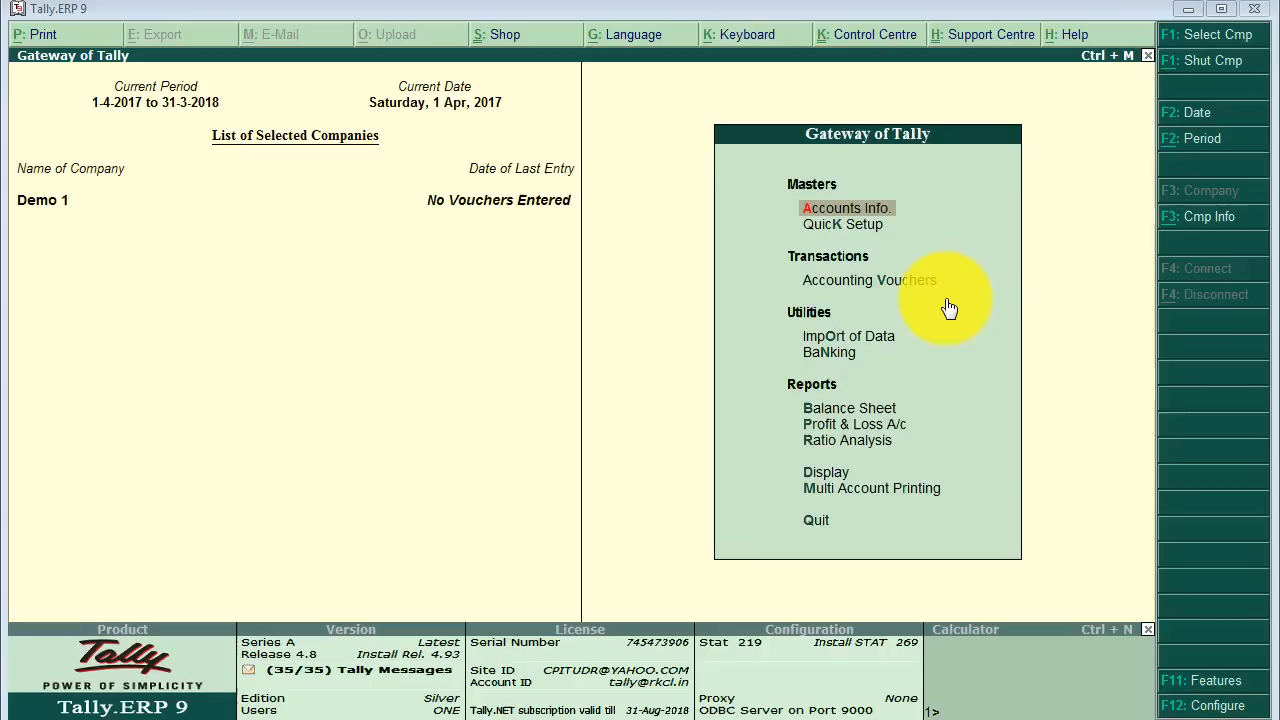 Tally.ERP 9
P: Print
E: Export
M: E-Mail
O: Upload
S: Shop
G: Language
K: Keyboard
K: Control Centre
H: Support Centre
H: Help
F1: Select Cmp
F1: Shut Cmp
F2: Date
F2: Period
F3: Company
F3: Cmp Info
F4: Connect
F4: Disconnect
F11: Features
F12: Configure
Gateway of Tally
Ctrl + M
Current Period
1-4-2017 to 31-3-2018
Current Date
Saturday, 1 Apr, 2017
List of Selected Companies
Name of Company
Date of Last Entry
Demo 1
No Vouchers Entered
Gateway of Tally
Masters
Accounts Info.
QuicK Setup
Transactions
Accounting Vouchers
Utilities
ImpOrt of Data
BaNking
Reports
Balance Sheet
Profit & Loss A/c
Ratio Analysis
Display
Multi Account Printing
Quit
Product
Tally
POWER OF SIMPLICITY
Tally.ERP 9
Version
Series A Latest
Release 4.8 Install Rel. 4.93
(35/35) Tally Messages
Edition Silver
Users ONE
License
Serial Number 745473906
Site ID CPITUDR@YAHOO.COM
Account ID tally@rkcl.in
Tally.NET subscription valid till 31-Aug-2018
Configuration
Stat 219 Install STAT 269
Proxy None
ODBC Server on Port 9000
Calculator
Ctrl + N
1>